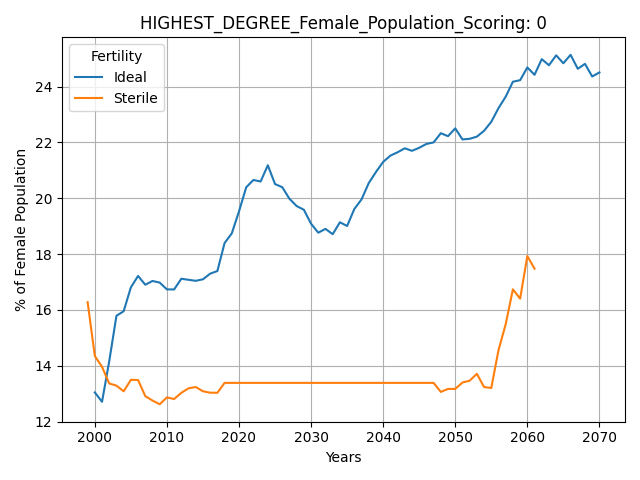 HIGHEST_DEGREE_Female_Population_Scoring: 0
Fertility
Ideal
Sterile
% of Female Population
24
22
20
18
16
14
12
2000 2010 2020 2030 2040 2050 2060 2070
Years